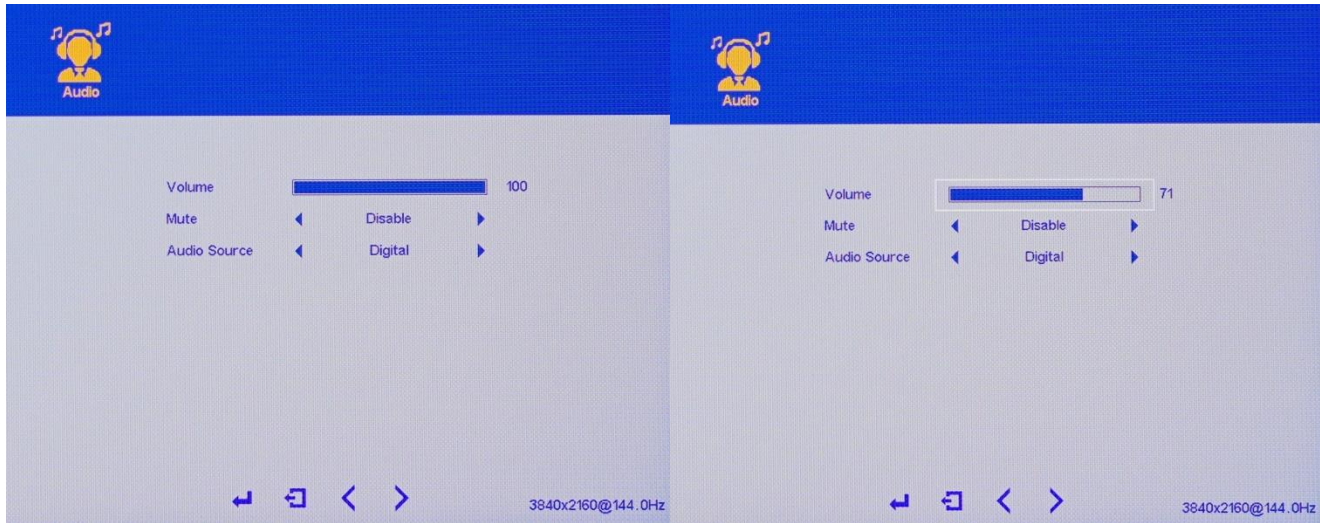 Audio
Volume 100
Mute Disable
Audio Source Digital
3840x2160@144.0Hz
Audio
Volume 71
Mute Disable
Audio Source Digital
3840x2160@144.0Hz